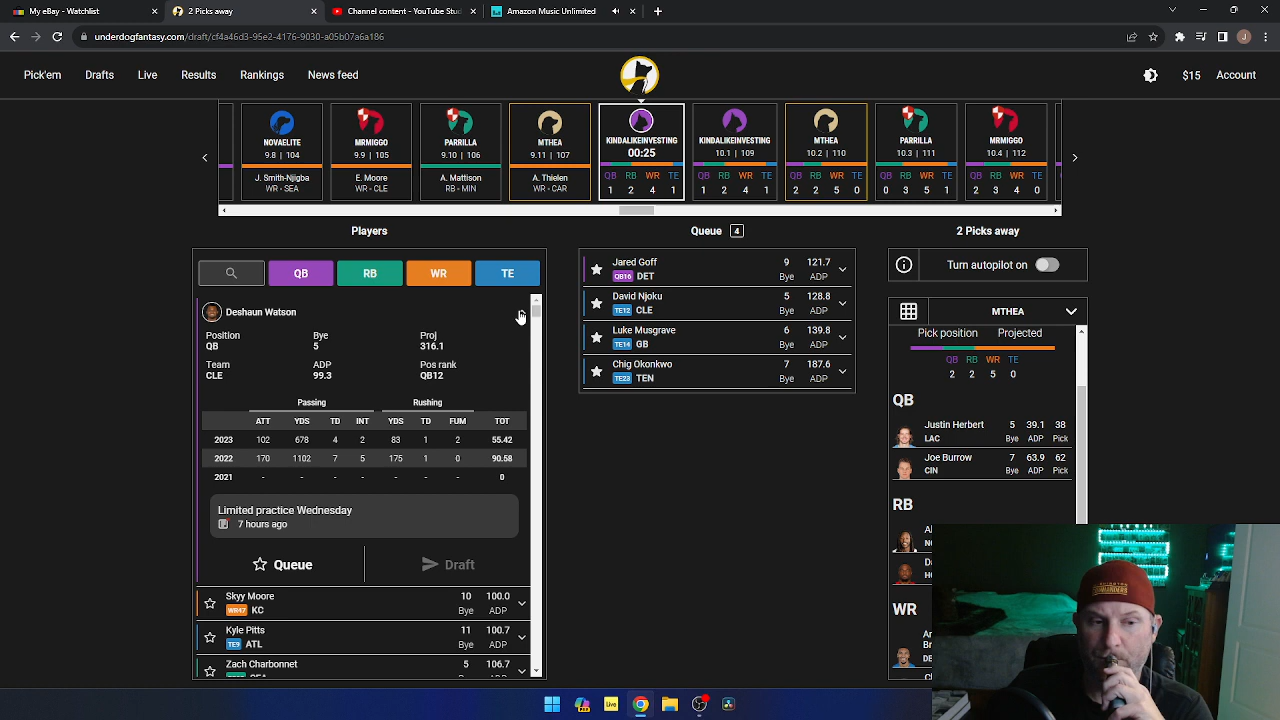 My eBay - Watchlist
2 Picks away
Channel content - YouTube Stud
Amazon Music Unlimited
underdogfantasy.com/draft/cf4a46d3-95e2-4176-9030-a05b07a6a186
J
Pick'em Drafts Live Results Rankings News feed
$15 Account
NOVAELITE
9.8 | 104
J. Smith-Njigba
WR - SEA
MRMIGGO
9.9 | 105
E. Moore
WR - CLE
PARRILLA
9.10 | 106
A. Mattison
RB - MIN
MTHEA
9.11 | 107
A. Thielen
WR - CAR
KINDALIKEINVESTING
00:25
QB RB WR TE
1 2 4 1
KINDALIKEINVESTING
10.1 | 109
QB RB WR TE
1 2 4 1
MTHEA
10.2 | 110
QB RB WR TE
2 2 5 0
PARRILLA
10.3 | 111
QB RB WR TE
0 3 5 1
MRMIGGO
10.4 | 112
QB RB WR TE
2 3 4 0
Players
QB RB WR TE
Deshaun Watson
Position Bye Proj
QB 5 316.1
Team ADP Pos rank
CLE 99.3 QB12
Passing Rushing
ATT YDS TD INT YDS TD FUM TOT
2023 102 678 4 2 83 1 2 55.42
2022 170 1102 7 5 175 1 0 90.58
2021 - - - - - - - 0
Limited practice Wednesday
7 hours ago
Queue Draft
Skyy Moore 10 100.0
WR47 KC Bye ADP
Kyle Pitts 11 100.7
TE9 ATL Bye ADP
Zach Charbonnet 5 106.7
Queue 4
Jared Goff 9 121.7
QB16 DET Bye ADP
David Njoku 5 128.8
TE12 CLE Bye ADP
Luke Musgrave 6 139.8
TE14 GB Bye ADP
Chig Okonkwo 7 187.6
TE23 TEN Bye ADP
2 Picks away
Turn autopilot on
MTHEA
Pick position Projected
QB RB WR TE
2 2 5 0
QB
Justin Herbert 5 39.1 38
LAC Bye ADP Pick
Joe Burrow 7 63.9 62
CIN Bye ADP Pick
RB
WR
COMMANDERS
Live